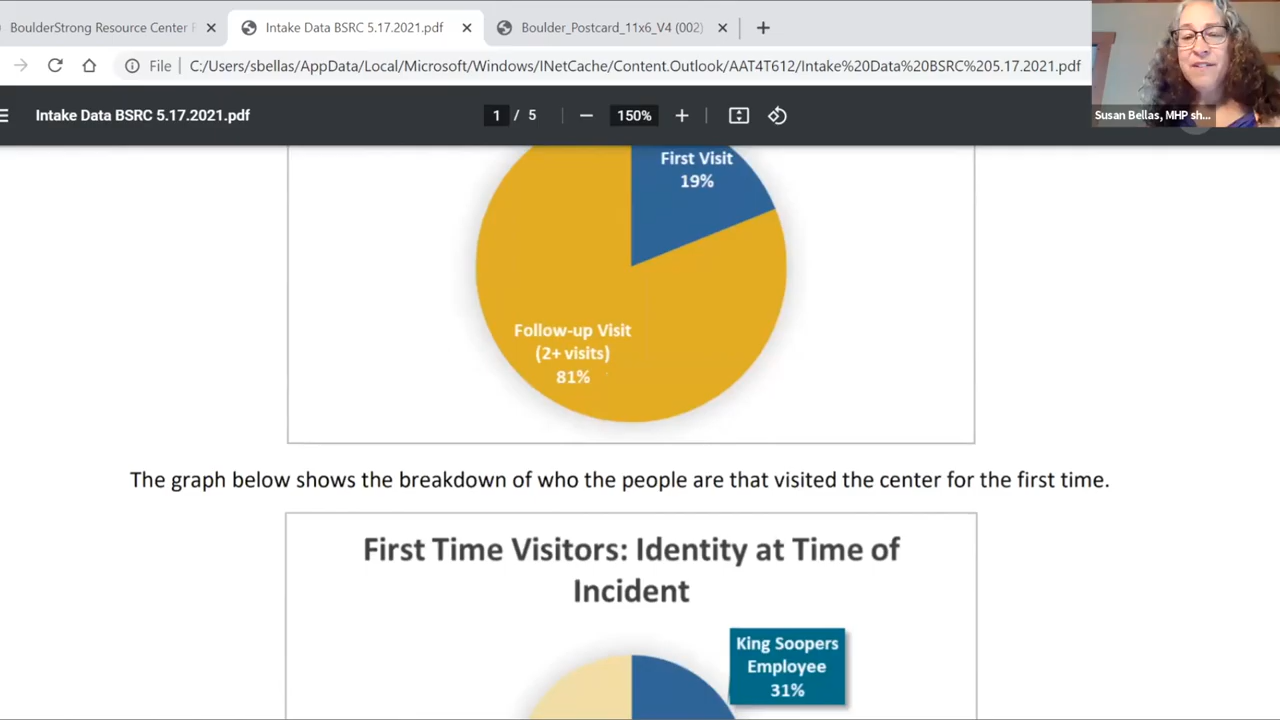 BoulderStrong Resource Center F
Intake Data BSRC 5.17.2021.pdf
Boulder_Postcard_11x6_V4 (002)
File
C:/Users/sbellas/AppData/Local/Microsoft/Windows/INetCache/Content.Outlook/AAT4T612/Intake%20Data%20BSRC%205.17.2021.pdf
Intake Data BSRC 5.17.2021.pdf
1 / 5
150%
Susan Bellas, MHP sh...
First Visit
19%
Follow-up Visit
(2+ visits)
81%
The graph below shows the breakdown of who the people are that visited the center for the first time.
First Time Visitors: Identity at Time of
Incident
King Soopers
Employee
31%